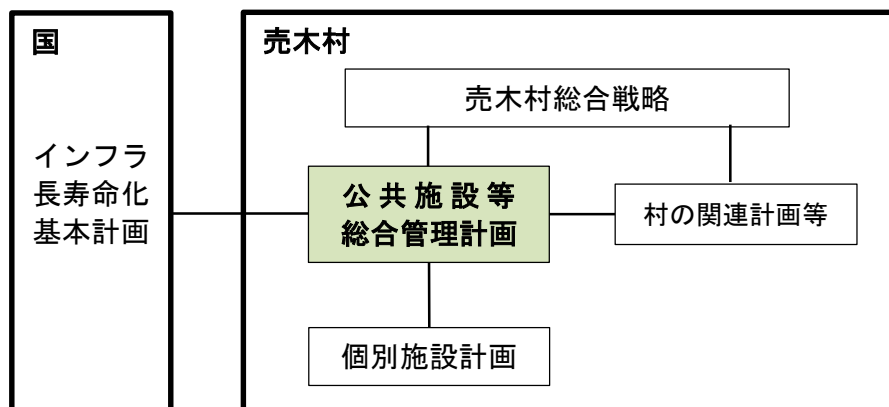 国
インフラ
長寿命化
基本計画
売木村
売木村総合戦略
公共施設等
総合管理計画
村の関連計画等
個別施設計画